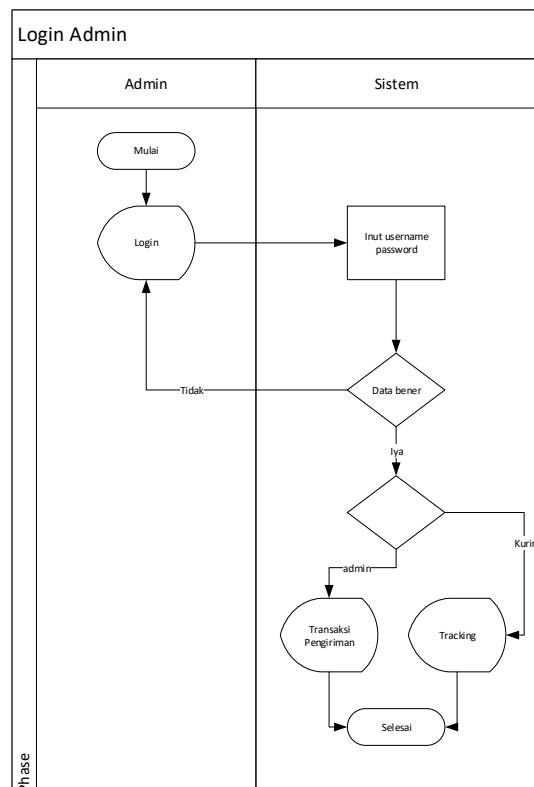 Login Admin
Admin
Sistem
Mulai
Login
Inut username
password
Data bener
Tidak
Iya
Kurir
admin
Transaksi
Pengiriman
Tracking
Selesai
Phase